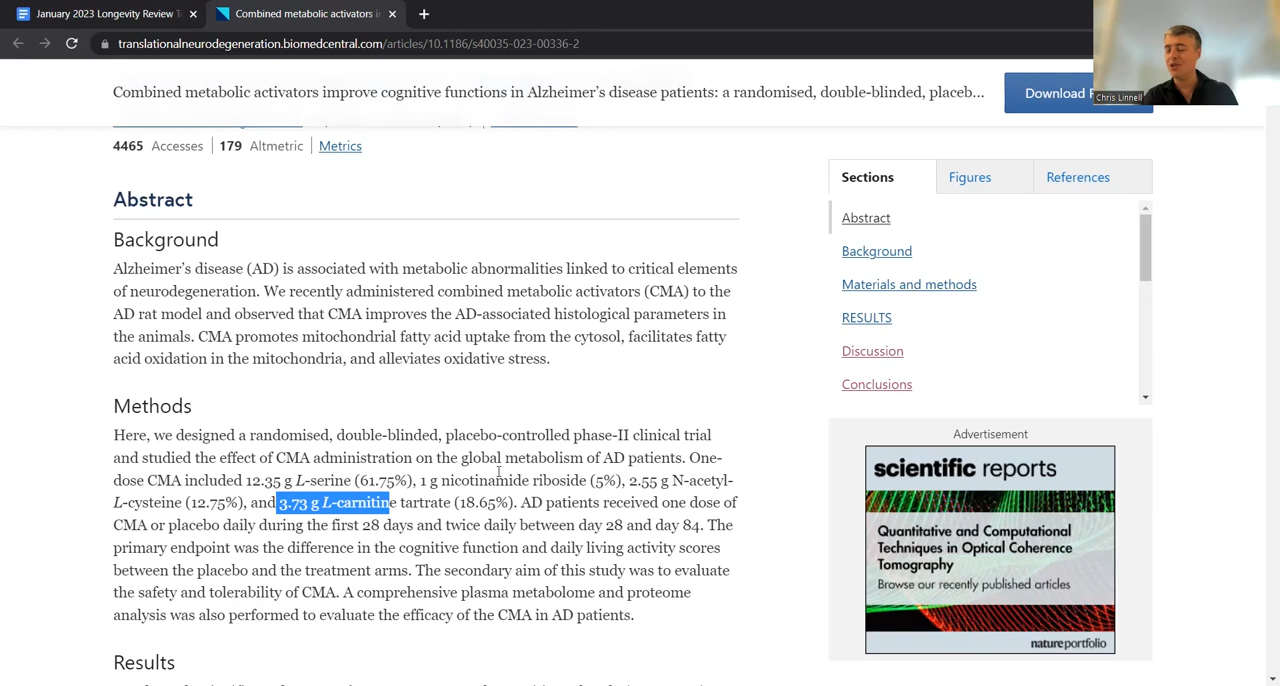 January 2023 Longevity Review
Combined metabolic activators i
translationalneurodegeneration.biomedcentral.com/articles/10.1186/s40035-023-00336-2
Combined metabolic activators improve cognitive functions in Alzheimer’s disease patients: a randomised, double-blinded, placeb...
Download
Chris Linnell
4465 Accesses 179 Altmetric Metrics
Sections Figures References
Abstract
Background
Materials and methods
RESULTS
Discussion
Conclusions
Abstract
Background
Alzheimer’s disease (AD) is associated with metabolic abnormalities linked to critical elements
of neurodegeneration. We recently administered combined metabolic activators (CMA) to the
AD rat model and observed that CMA improves the AD-associated histological parameters in
the animals. CMA promotes mitochondrial fatty acid uptake from the cytosol, facilitates fatty
acid oxidation in the mitochondria, and alleviates oxidative stress.
Methods
Here, we designed a randomised, double-blinded, placebo-controlled phase-II clinical trial
and studied the effect of CMA administration on the global metabolism of AD patients. One-
dose CMA included 12.35 g L-serine (61.75%), 1 g nicotinamide riboside (5%), 2.55 g N-acetyl-
L-cysteine (12.75%), and 3.73 g L-carnitine tartrate (18.65%). AD patients received one dose of
CMA or placebo daily during the first 28 days and twice daily between day 28 and day 84. The
primary endpoint was the difference in the cognitive function and daily living activity scores
between the placebo and the treatment arms. The secondary aim of this study was to evaluate
the safety and tolerability of CMA. A comprehensive plasma metabolome and proteome
analysis was also performed to evaluate the efficacy of the CMA in AD patients.
Results
Advertisement
scientific reports
Quantitative and Computational
Techniques in Optical Coherence
Tomography
Browse our recently published articles
natureportfolio